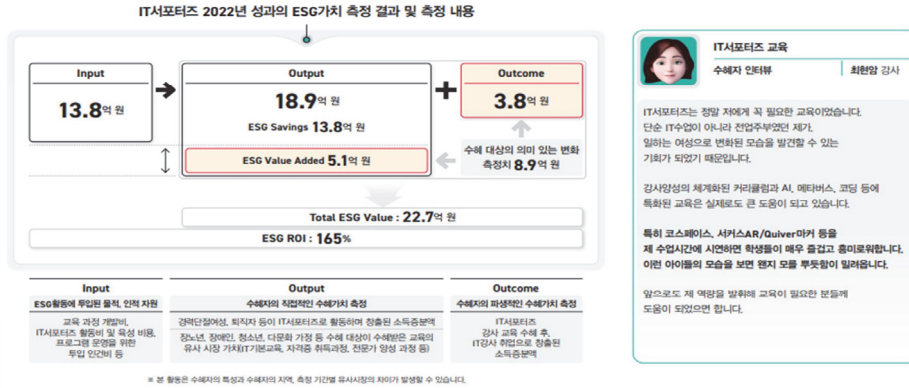 IT서포터즈 2022년 성과의 ESG가치 측정 결과 및 측정 내용
Input
13.8억 원
Output
18.9억 원
ESG Savings 13.8억 원
ESG Value Added 5.1억 원
Outcome
3.8억 원
수혜 대상의 의미 있는 변화
측정치 8.9억 원
Total ESG Value : 22.7억 원
ESG ROI : 165%
Input
ESG활동에 투입된 물적, 인적 자원
교육 과정 개발비,
IT서포터즈 활동비 및 육성 비용,
프로그램 운영을 위한
투입 인건비 등
Output
수혜자의 직접적인 수혜가치 측정
경력단절여성, 퇴직자 등이 IT서포터즈로 활동하며 창출된 소득증분액
장노년, 장애인, 청소년, 다문화 가정 등 수혜 대상이 수혜받은 교육의
유사 시장 가치(IT기본교육, 자격증 취득과정, 전문가 양성 과정 등)
Outcome
수혜자의 파생적인 수혜가치 측정
IT서포터즈
강사 교육 수혜 후,
IT강사 취업으로 창출된
소득증분액
※ 본 활동은 수혜자의 특성과 수혜자의 지역, 측정 기간별 유사시장의 차이가 발생할 수 있습니다.
IT서포터즈 교육
수혜자 인터뷰
최현암 강사
IT서포터즈는 정말 저에게 꼭 필요한 교육이었습니다.
단순 IT수업이 아니라 전업주부였던 제가,
일하는 여성으로 변화된 모습을 발견할 수 있는
기회가 되었기 때문입니다.
강사양성의 체계화된 커리큘럼과 AI, 메타버스, 코딩 등에
특화된 교육은 실제로도 큰 도움이 되고 있습니다.
특히 코스페이스, 서커스AR/Quiver마커 등을
제 수업시간에 시연하면 학생들이 매우 즐겁고 흥미로워합니다.
이런 아이들의 모습을 보면 왠지 모를 뿌듯함이 밀려옵니다.
앞으로도 제 역량을 발휘해 교육이 필요한 분들께
도움이 되었으면 합니다.